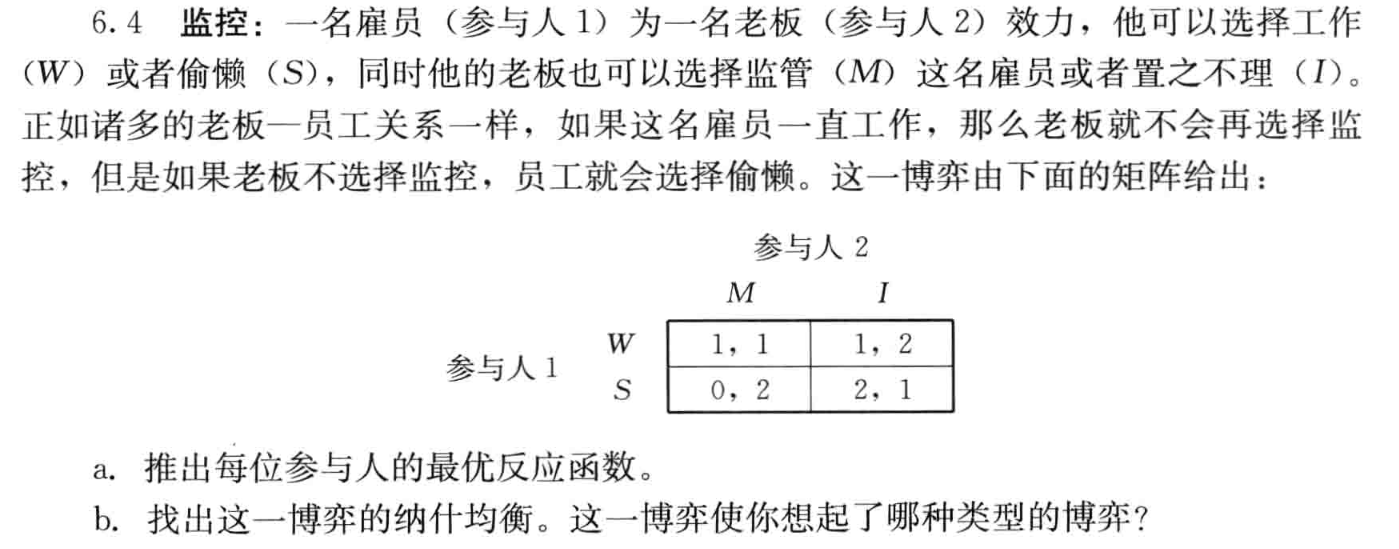 6.4 监控：一名雇员（参与人1）为一名老板（参与人2）效力，他可以选择工作
（W）或者偷懒（S），同时他的老板也可以选择监管（M）这名雇员或者置之不理（I）。
正如诸多的老板—员工关系一样，如果这名雇员一直工作，那么老板就不会再选择监
控，但是如果老板不选择监控，员工就会选择偷懒。这一博弈由下面的矩阵给出：
参与人 2
M I
W 1，1 1，2
参与人 1
S 0，2 2，1
a. 推出每位参与人的最优反应函数。
b. 找出这一博弈的纳什均衡。这一博弈使你想起了哪种类型的博弈？